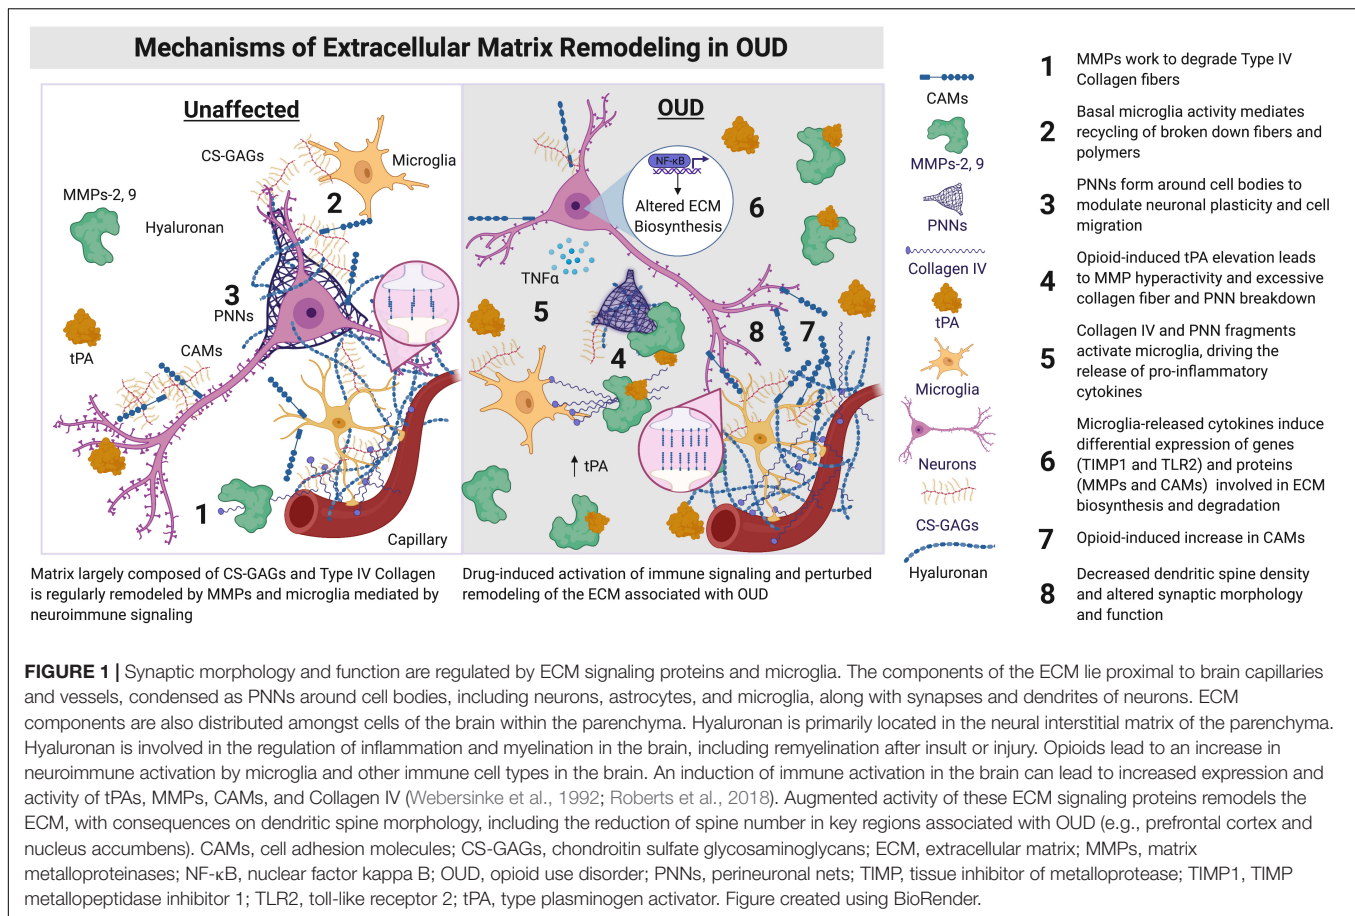 Mechanisms of Extracellular Matrix Remodeling in OUD
Unaffected
CS-GAGs
Microglia
MMPs-2, 9
2
Hyaluronan
3
PNNs
tPA
CAMs
1
Capillary
OUD
NF-κB
Altered ECM
Biosynthesis
6
TNFα
5
8
7
4
↑ tPA
Matrix largely composed of CS-GAGs and Type IV Collagen
is regularly remodeled by MMPs and microglia mediated by
neuroimmune signaling
Drug-induced activation of immune signaling and perturbed
remodeling of the ECM associated with OUD
CAMs
MMPs-2, 9
PNNs
Collagen IV
tPA
Microglia
Neurons
CS-GAGs
Hyaluronan
1
MMPs work to degrade Type IV
Collagen fibers
2
Basal microglia activity mediates
recycling of broken down fibers and
polymers
3
PNNs form around cell bodies to
modulate neuronal plasticity and cell
migration
4
Opioid-induced tPA elevation leads
to MMP hyperactivity and excessive
collagen fiber and PNN breakdown
5
Collagen IV and PNN fragments
activate microglia, driving the
release of pro-inflammatory
cytokines
6
Microglia-released cytokines induce
differential expression of genes
(TIMP1 and TLR2) and proteins
(MMPs and CAMs) involved in ECM
biosynthesis and degradation
7
Opioid-induced increase in CAMs
8
Decreased dendritic spine density
and altered synaptic morphology
and function
FIGURE 1 | Synaptic morphology and function are regulated by ECM signaling proteins and microglia. The components of the ECM lie proximal to brain capillaries
and vessels, condensed as PNNs around cell bodies, including neurons, astrocytes, and microglia, along with synapses and dendrites of neurons. ECM
components are also distributed amongst cells of the brain within the parenchyma. Hyaluronan is primarily located in the neural interstitial matrix of the parenchyma.
Hyaluronan is involved in the regulation of inflammation and myelination in the brain, including remyelination after insult or injury. Opioids lead to an increase in
neuroimmune activation by microglia and other immune cell types in the brain. An induction of immune activation in the brain can lead to increased expression and
activity of tPAs, MMPs, CAMs, and Collagen IV (Webersinke et al., 1992; Roberts et al., 2018). Augmented activity of these ECM signaling proteins remodels the
ECM, with consequences on dendritic spine morphology, including the reduction of spine number in key regions associated with OUD (e.g., prefrontal cortex and
nucleus accumbens). CAMs, cell adhesion molecules; CS-GAGs, chondroitin sulfate glycosaminoglycans; ECM, extracellular matrix; MMPs, matrix
metalloproteinases; NF-κB, nuclear factor kappa B; OUD, opioid use disorder; PNNs, perineuronal nets; TIMP, tissue inhibitor of metalloprotease; TIMP1, TIMP
metallopeptidase inhibitor 1; TLR2, toll-like receptor 2; tPA, type plasminogen activator. Figure created using BioRender.